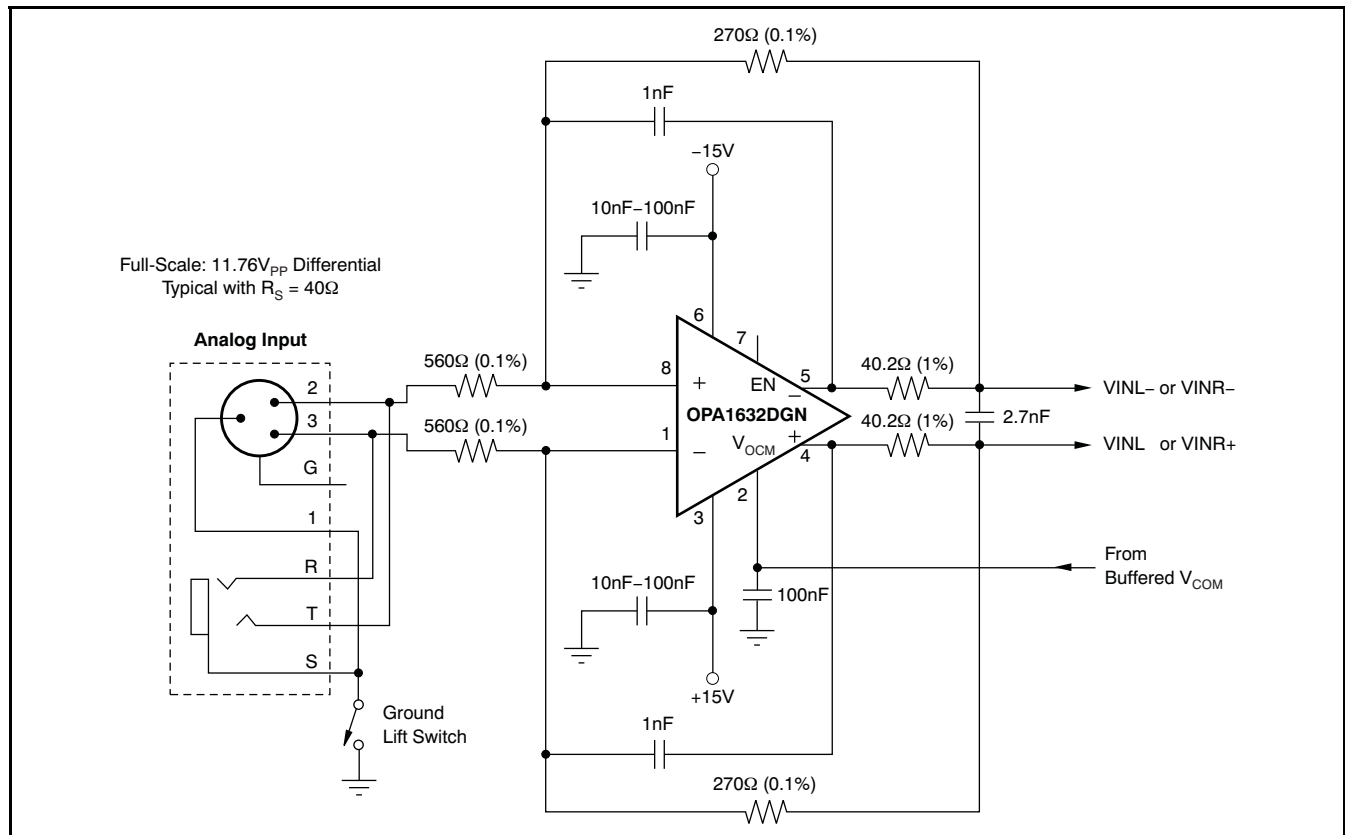 270Ω (0.1%)
1nF
−15V
10nF−100nF
Full-Scale: 11.76VPP Differential
Typical with RS = 40Ω
Analog Input
6
7
2
560Ω (0.1%)
8
+
EN
5
−
40.2Ω (1%)
VINL− or VINR−
OPA1632DGN
2.7nF
3
560Ω (0.1%)
1
−
VOCM
+
4
40.2Ω (1%)
VINL or VINR+
G
2
3
1
From
Buffered VCOM
R
10nF−100nF
100nF
T
S
+15V
Ground
Lift Switch
1nF
270Ω (0.1%)